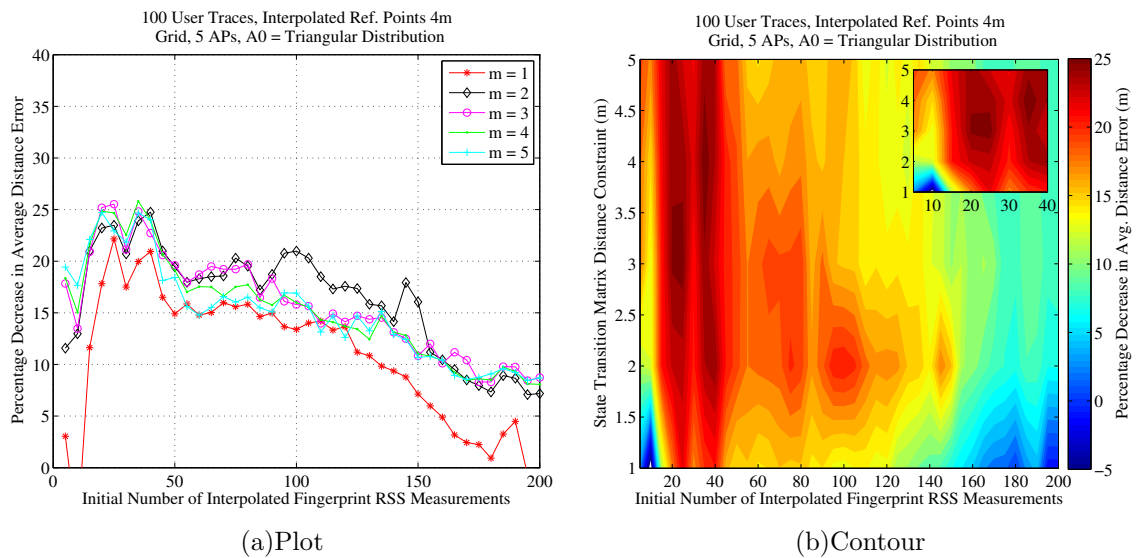 100 User Traces, Interpolated Ref. Points 4m
Grid, 5 APs, A0 = Triangular Distribution
Percentage Decrease in Average Distance Error
40
35
30
25
20
15
10
5
0
0
50
100
150
200
Initial Number of Interpolated Fingerprint RSS Measurements
m = 1
m = 2
m = 3
m = 4
m = 5
(a)Plot
100 User Traces, Interpolated Ref. Points 4m
Grid, 5 APs, A0 = Triangular Distribution
State Transition Matrix Distance Constraint (m)
5
4.5
4
3.5
3
2.5
2
1.5
1
20 40 60 80 100 120 140 160 180 200
Initial Number of Interpolated Fingerprint RSS Measurements
5
4
3
2
1
10 20 30 40
25
20
15
10
5
0
−5
Percentage Decrease in Avg. Distance Error (m)
(b)Contour